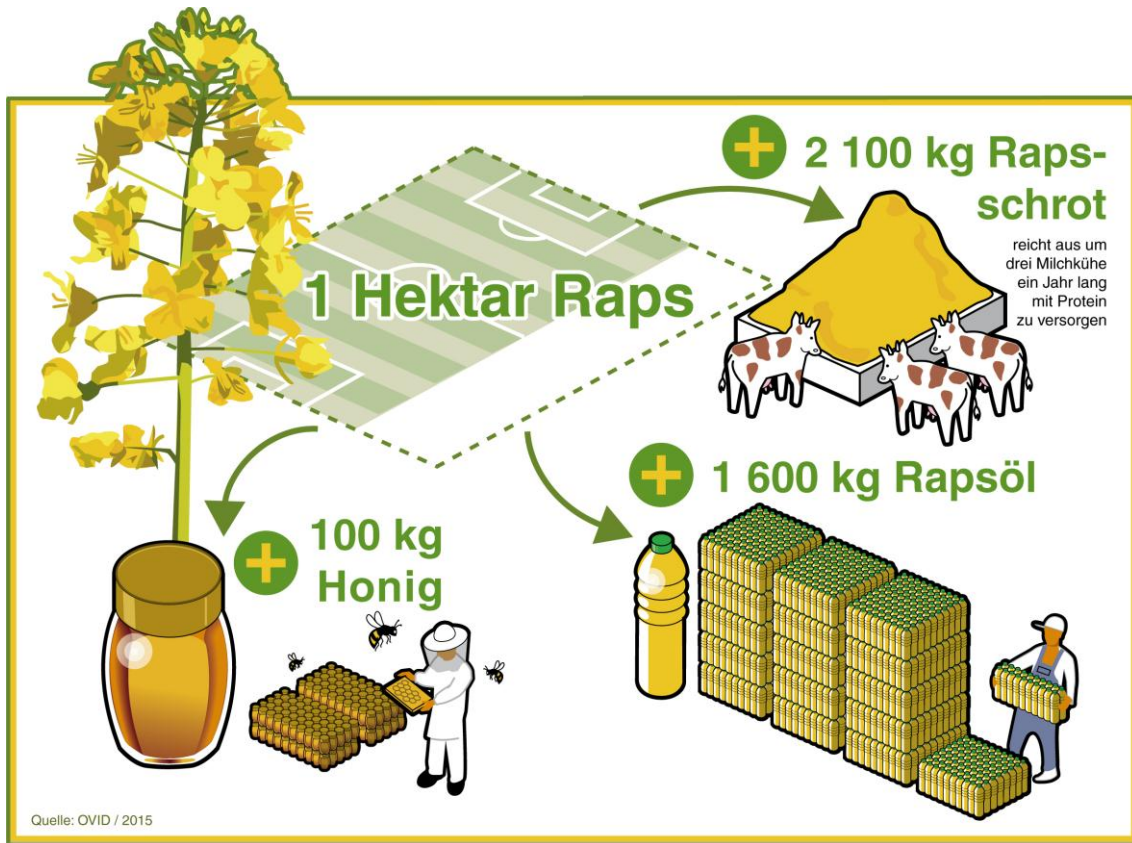 1 Hektar Raps
2 100 kg Raps-
schrot
reicht aus um
drei Milchkühe
ein Jahr lang
mit Protein
zu versorgen
1 600 kg Rapsöl
100 kg
Honig
Quelle: OVID / 2015